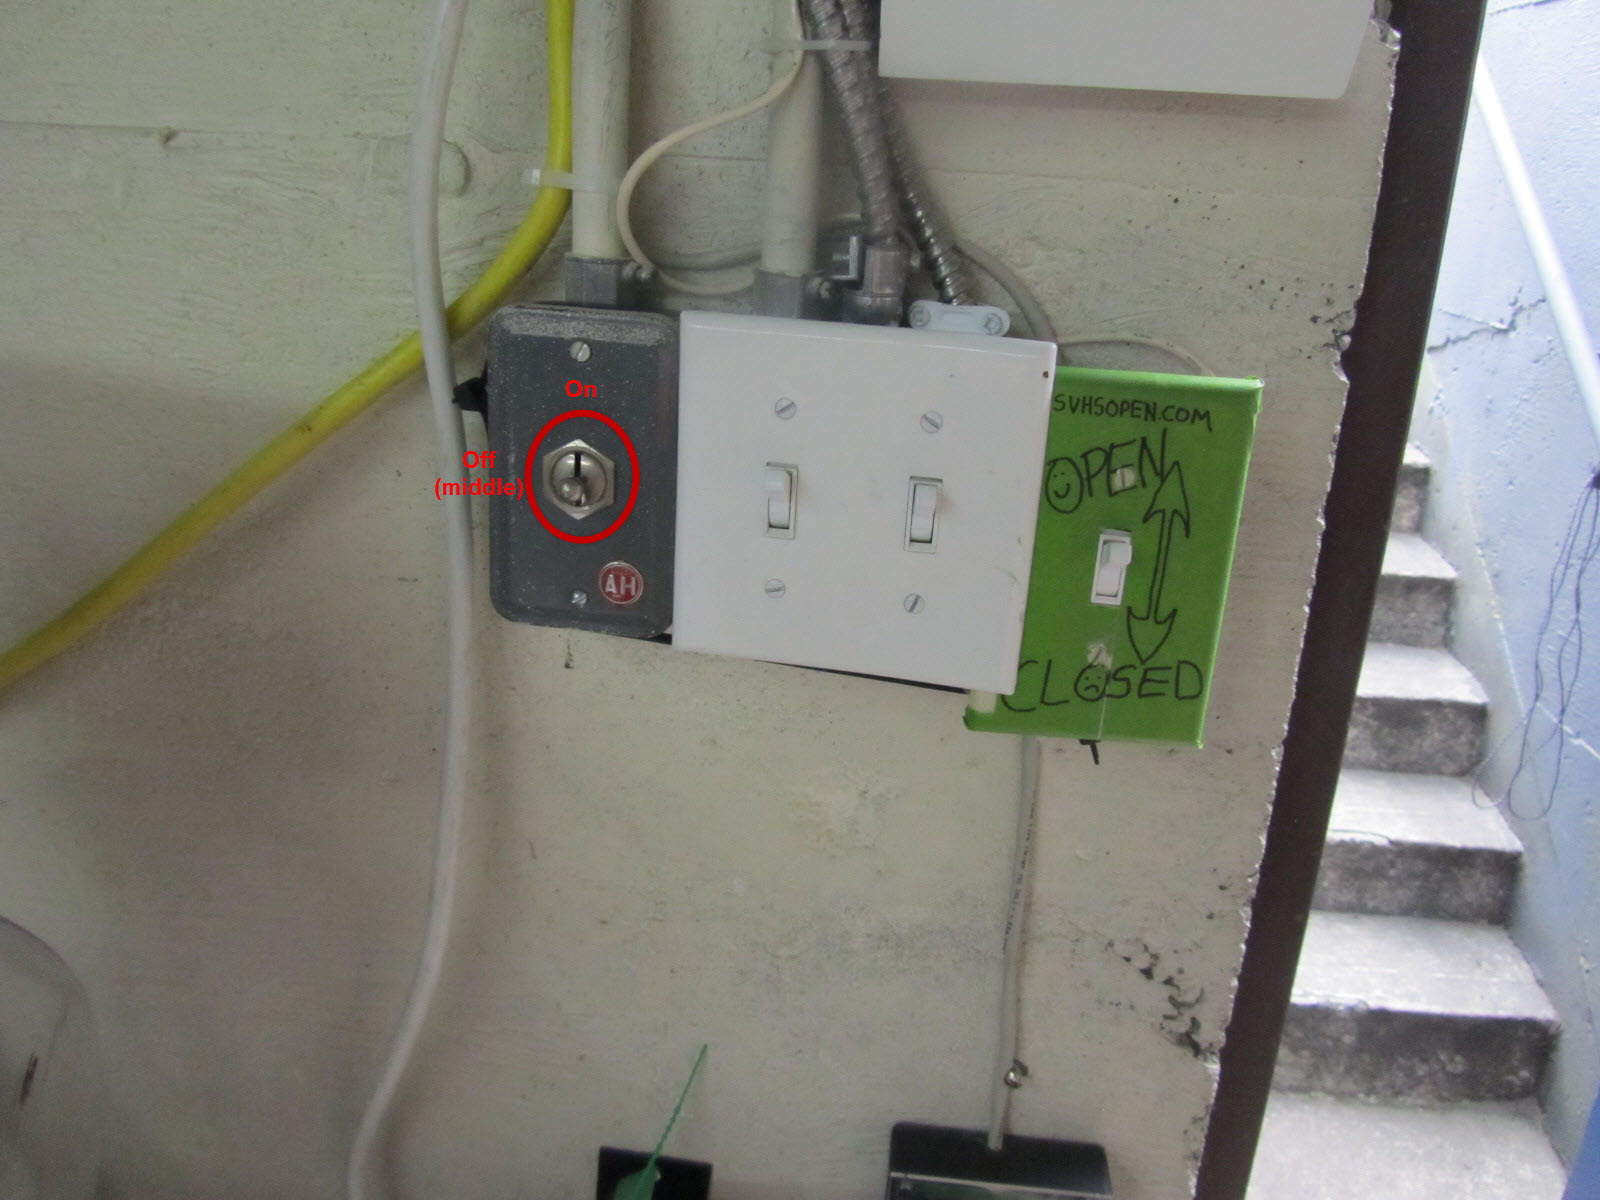 On
Off
(middle)
AH
SVHSOPEN.COM
OPEN
CLOSED